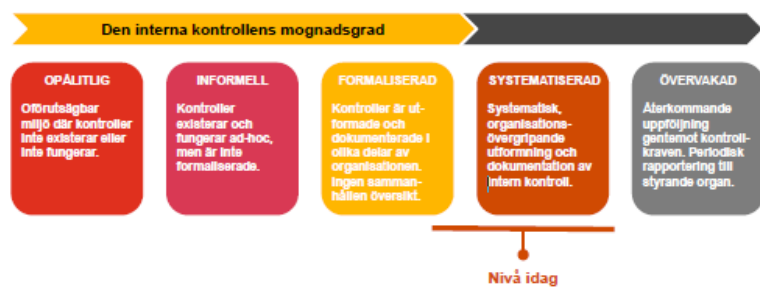 Den interna kontrollens mognadsgrad
OPÅLITLIG
Oförutsägbar
miljö där kontroller
inte existerar eller
inte fungerar.
INFORMELL
Kontroller
existerar och
fungerar ad-hoc,
men är inte
formaliserade.
FORMALISERAD
Kontroller är ut-
formade och
dokumenterade i
olika delar av
organisationen.
Ingen samman-
hållen översikt.
SYSTEMATISERAD
Systematisk,
organisations-
övergripande
utformning och
dokumentation av
intern kontroll.
ÖVERVAKAD
Återkommande
uppföljning
gentemot kontroll-
kraven. Periodisk
rapportering till
styrande organ.
Nivå idag